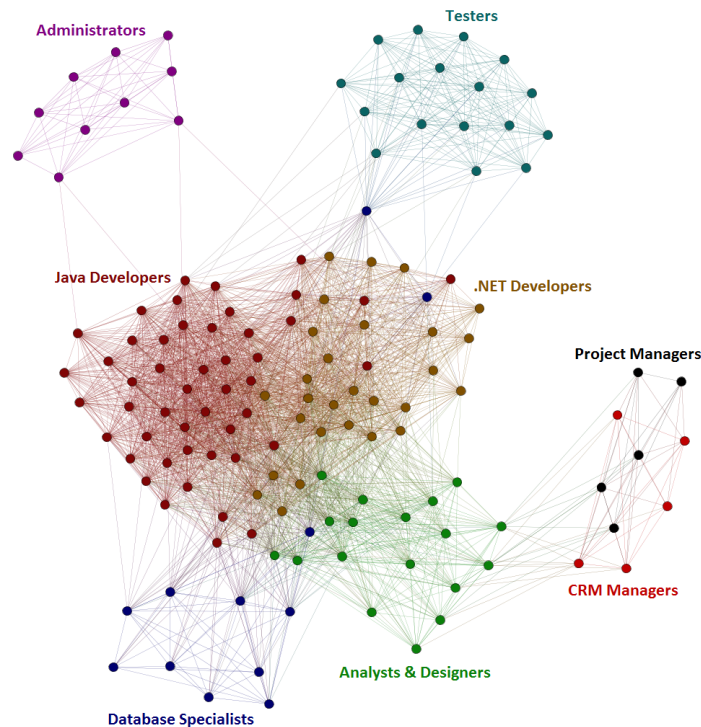 Testers
Administrators
Java Developers
.NET Developers
Project Managers
CRM Managers
Analysts & Designers
Database Specialists